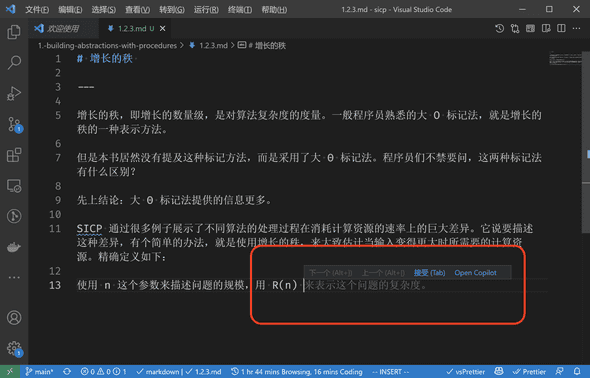 文件(F) 编辑(E) 选择(S) 查看(V) 转到(G) 运行(R) 终端(T) 帮助(H) 1.2.3.md - sicp - Visual Studio Code
欢迎使用 1.2.3.md U
1.-building-abstractions-with-procedures > 1.2.3.md > # 增长的秩
1 # 增长的秩
2
3 ---
4
5 增长的秩，即增长的数量级，是对算法复杂度的度量。一般程序员熟悉的大 O 标记法，就是增长的
秩的一种表示方法。
6
7 但是本书居然没有提及这种标记方法，而是采用了大 Θ 标记法。程序员们不禁要问，这两种标记法
有什么区别？
8
9 先上结论：大 Θ 标记法提供的信息更多。
10
11 SICP 通过很多例子展示了不同算法的处理过程在消耗计算资源的速率上的巨大差异。它说要描述
这种差异，有个简单的办法，就是使用增长的秩，来大致估计当输入变得更大时所需要的计算资
源。精确定义如下：
12
下一个 (Alt+]) 上一个 (Alt+[) 接受 (Tab) Open Copilot
13 使用 n 这个参数来描述问题的规模，用 R(n) 来表示这个问题的复杂度。
main* 0 0 1 markdown | 1.2.3.md 1 hr 44 mins Browsing, 16 mins Coding -- INSERT -- vsPrettier Prettier